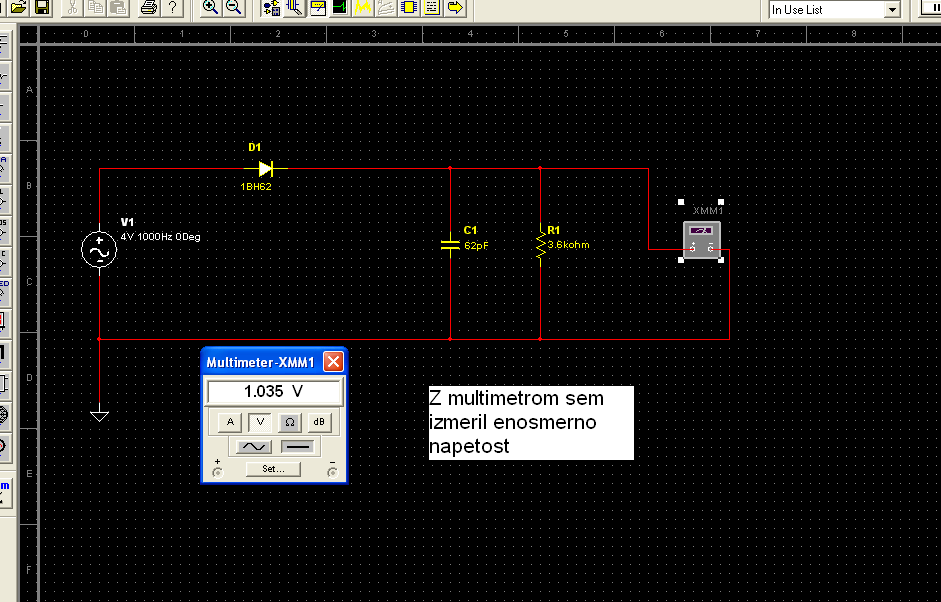 In Use List
0 1 2 3 4 5 6 7 8
A
D1
B
1BH62
XMM1
V1
4V 1000Hz 0Deg
C1
62pF
R1
3.6kohm
C
Multimeter-XMM1
1.035 V
A V Ω dB
Set...
+ −
D
Z multimetrom sem
izmeril enosmerno
napetost
E
F